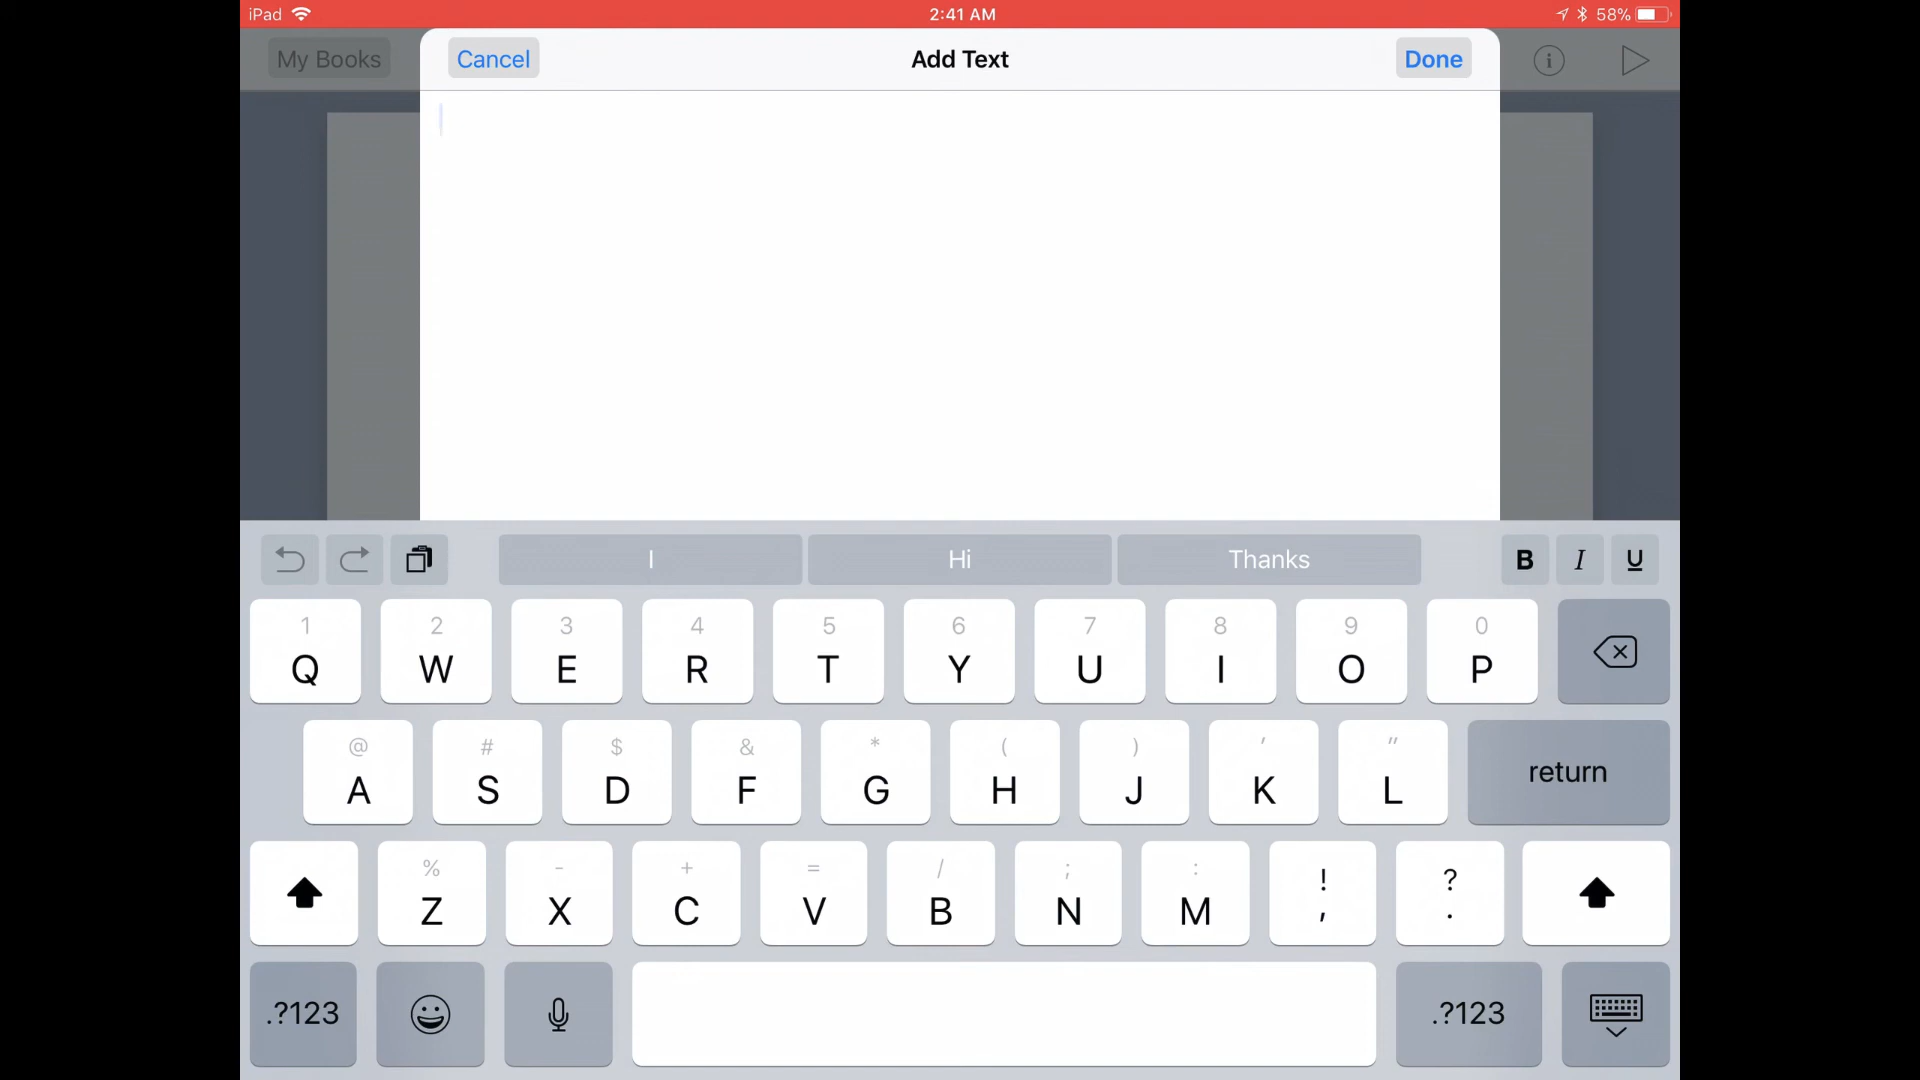 iPad 2:41 AM 58%
My Books Cancel Add Text Done
I Hi Thanks B I U
1 2 3 4 5 6 7 8 9 0
Q W E R T Y U I O P
@ # $ & * ( ) ' "
A S D F G H J K L return
% - + = / ; : ! ?
Z X C V B N M , .
.?123 .?123